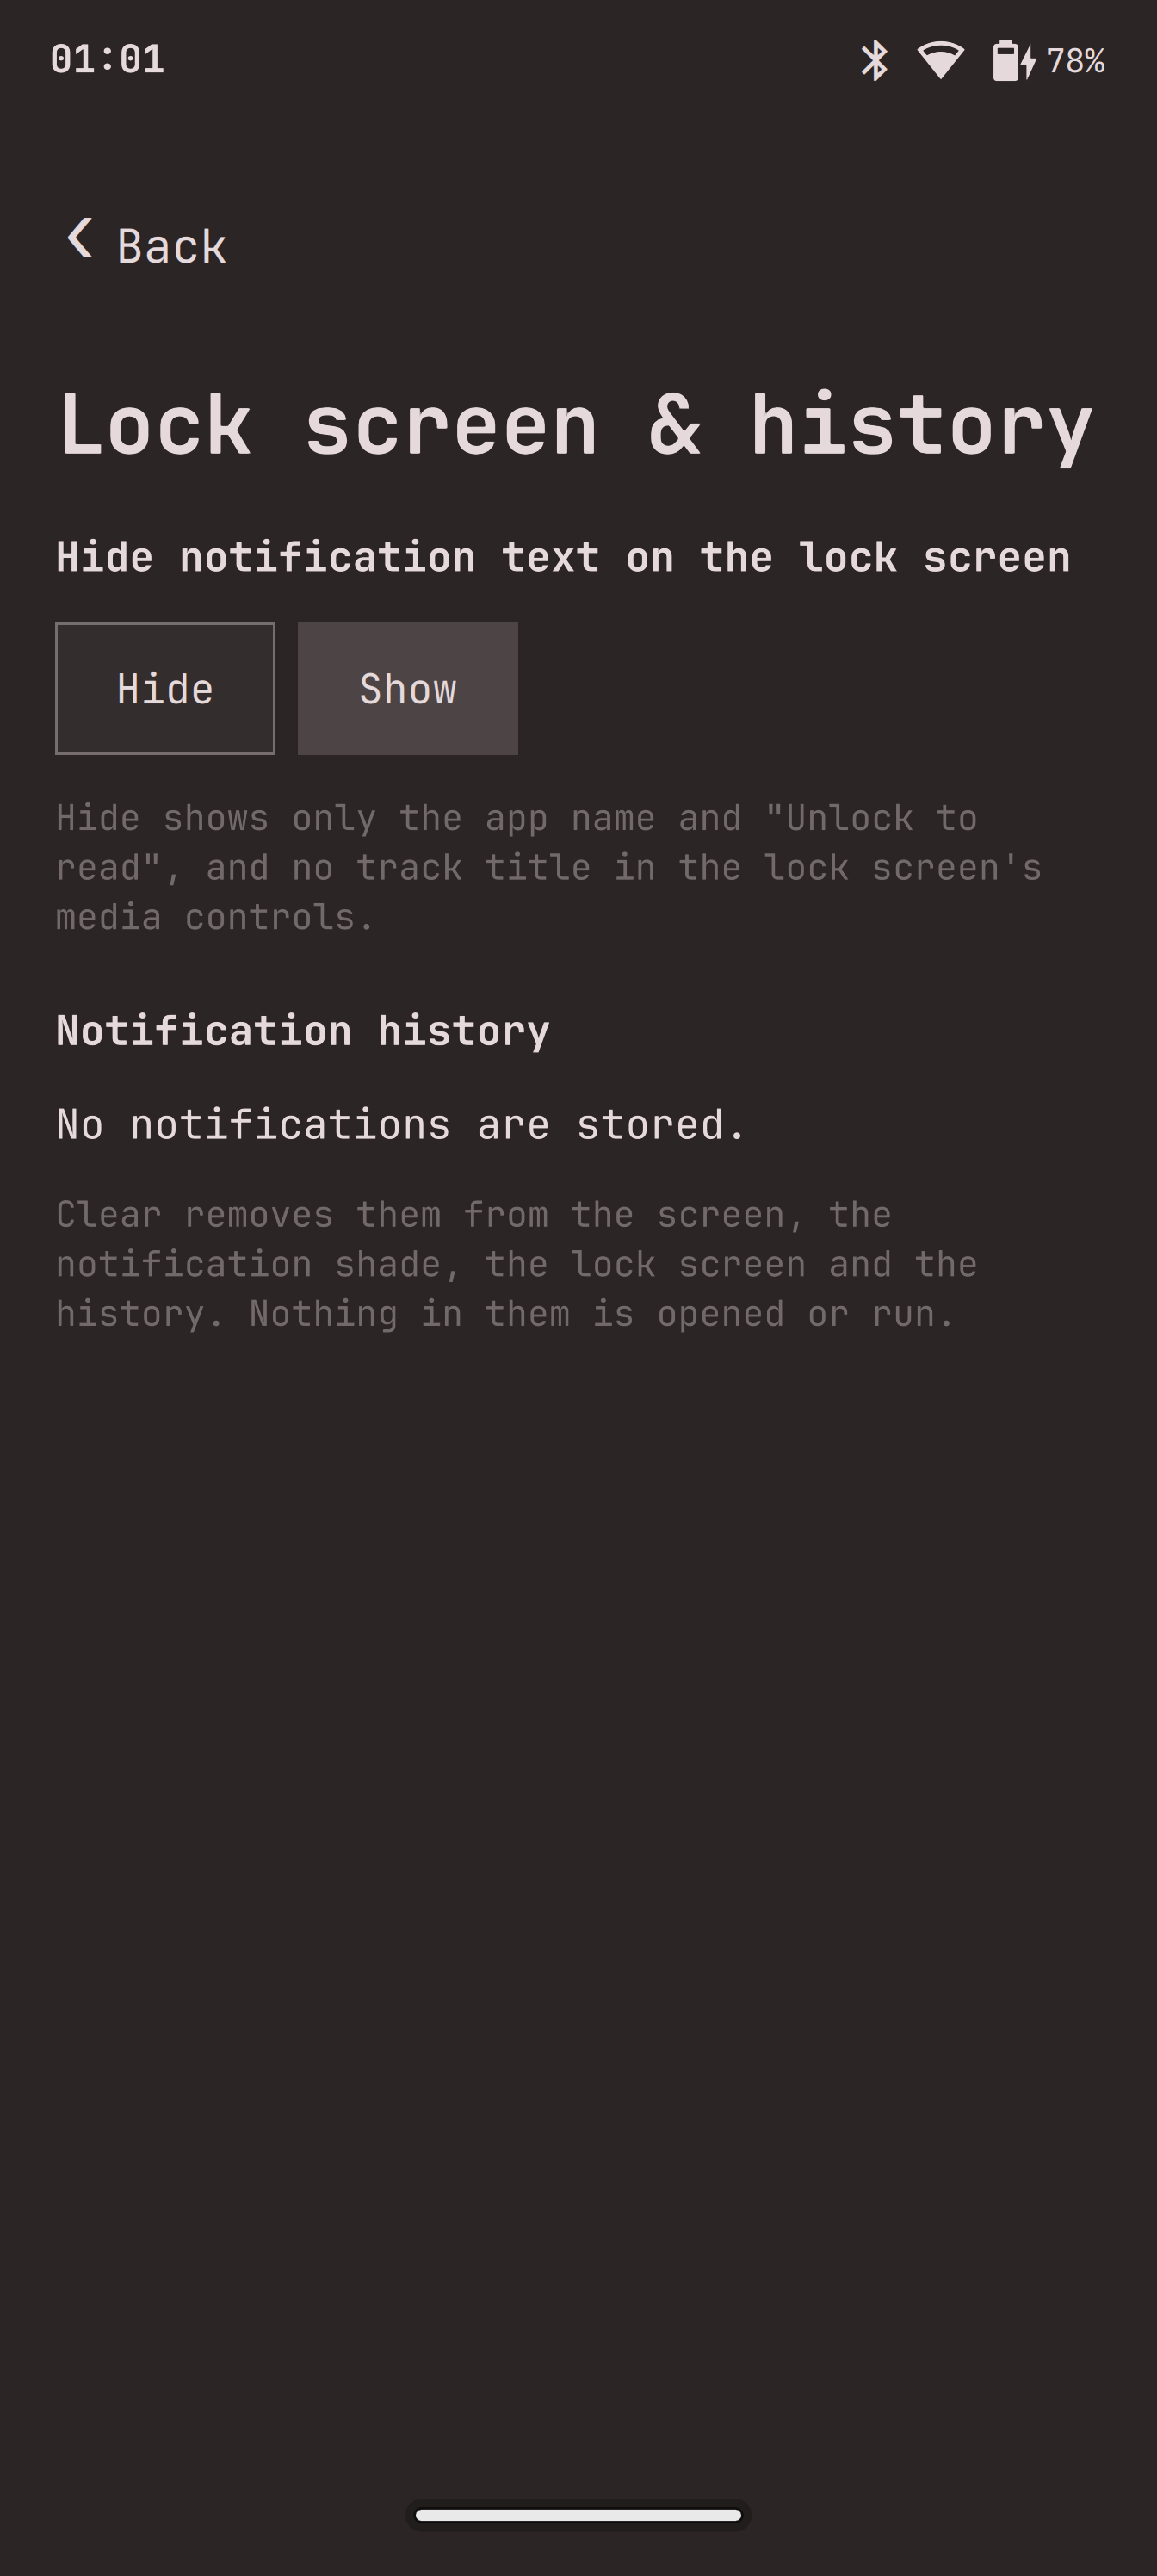 01:01
78%
Back
Lock screen & history
Hide notification text on the lock screen
Hide
Show
Hide shows only the app name and "Unlock to
read", and no track title in the lock screen's
media controls.
Notification history
No notifications are stored.
Clear removes them from the screen, the
notification shade, the lock screen and the
history. Nothing in them is opened or run.